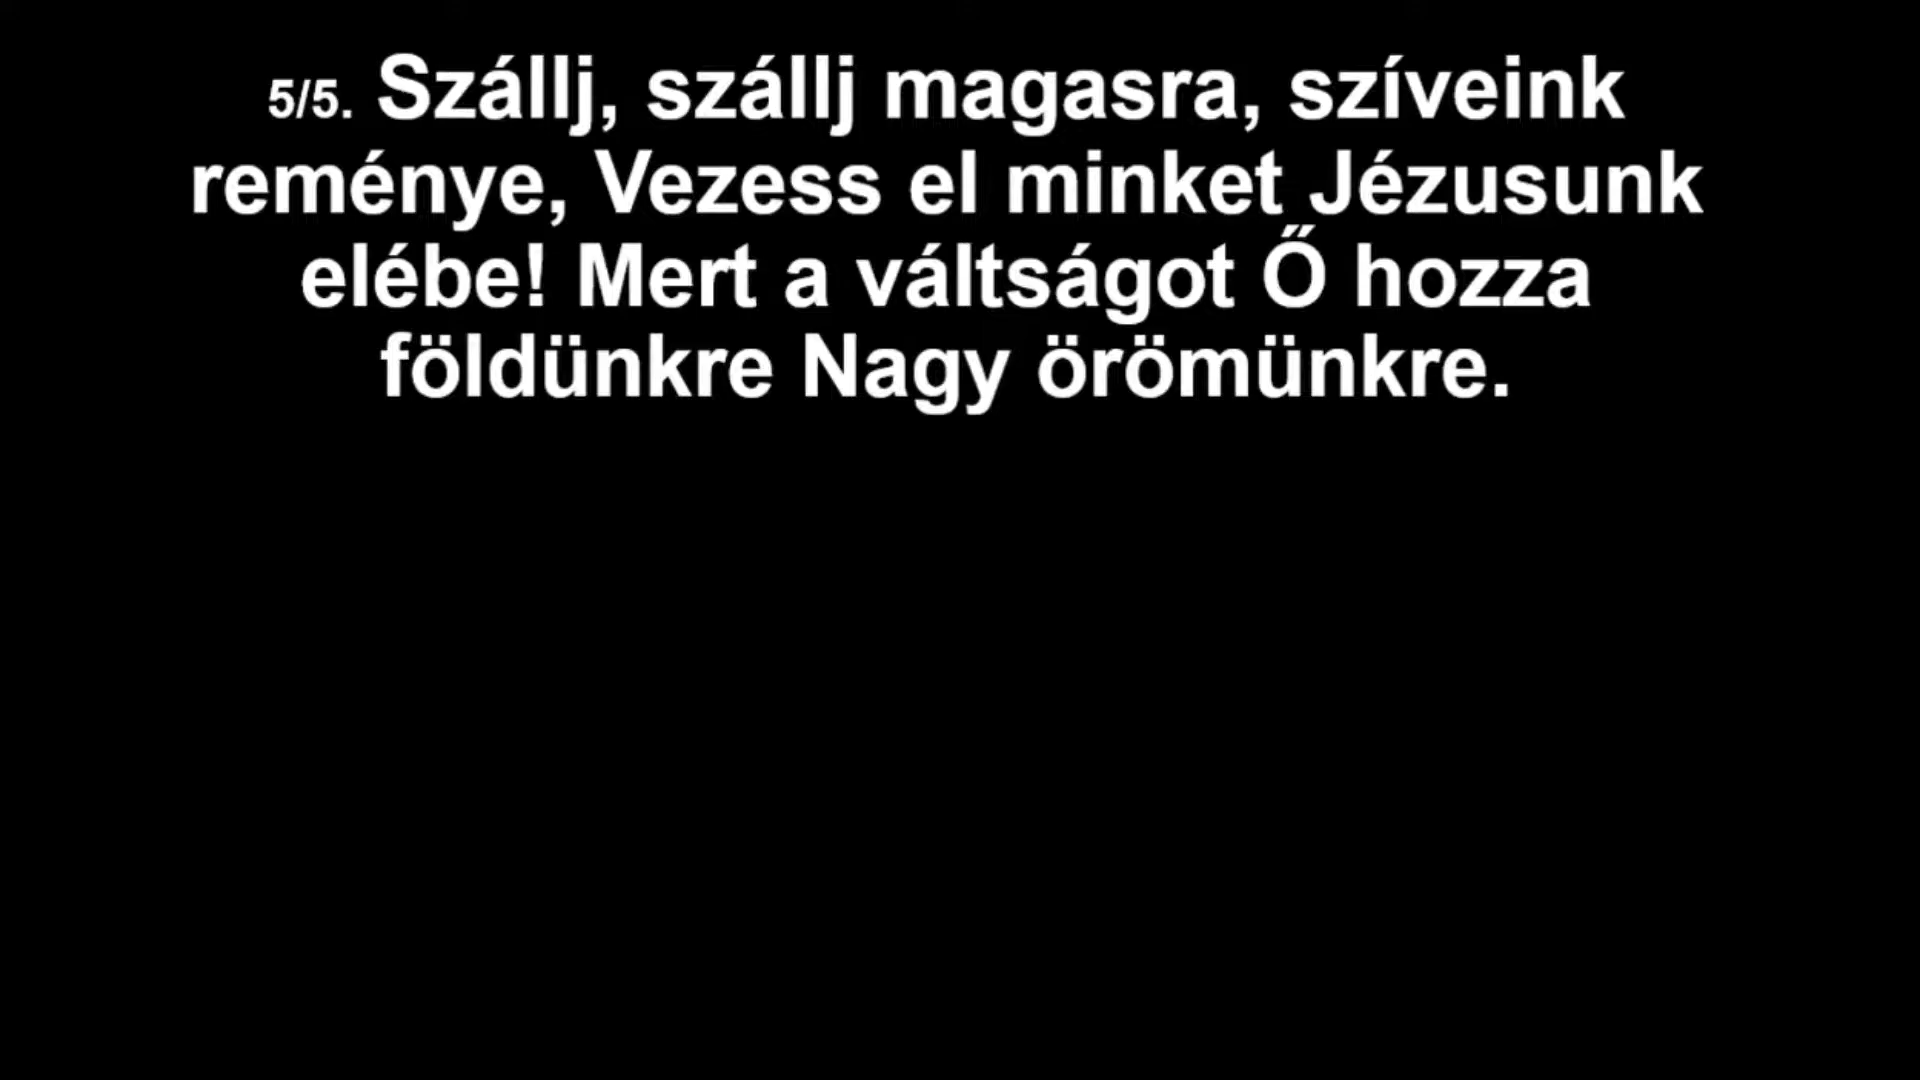 5/5. Szállj, szállj magasra, szíveink
reménye, Vezess el minket Jézusunk
elébe! Mert a váltságot Ő hozza
földünkre Nagy örömünkre.